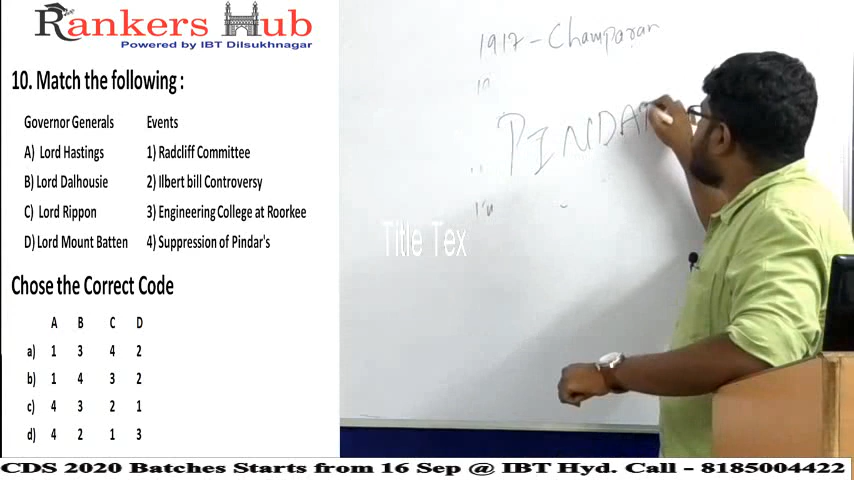 Rankers Hub
Powered by IBT Dilsukhnagar
10. Match the following :
Governor Generals Events
A) Lord Hastings 1) Radcliff Committee
B) Lord Dalhousie 2) Ilbert bill Controversy
C) Lord Rippon 3) Engineering College at Roorkee
D) Lord Mount Batten 4) Suppression of Pindar's
Chose the Correct Code
A B C D
a) 1 3 4 2
b) 1 4 3 2
c) 4 3 2 1
d) 4 2 1 3
1917 - Champaran
PINDA
Title Tex
CDS 2020 Batches Starts from 16 Sep @ IBT Hyd. Call - 8185004422